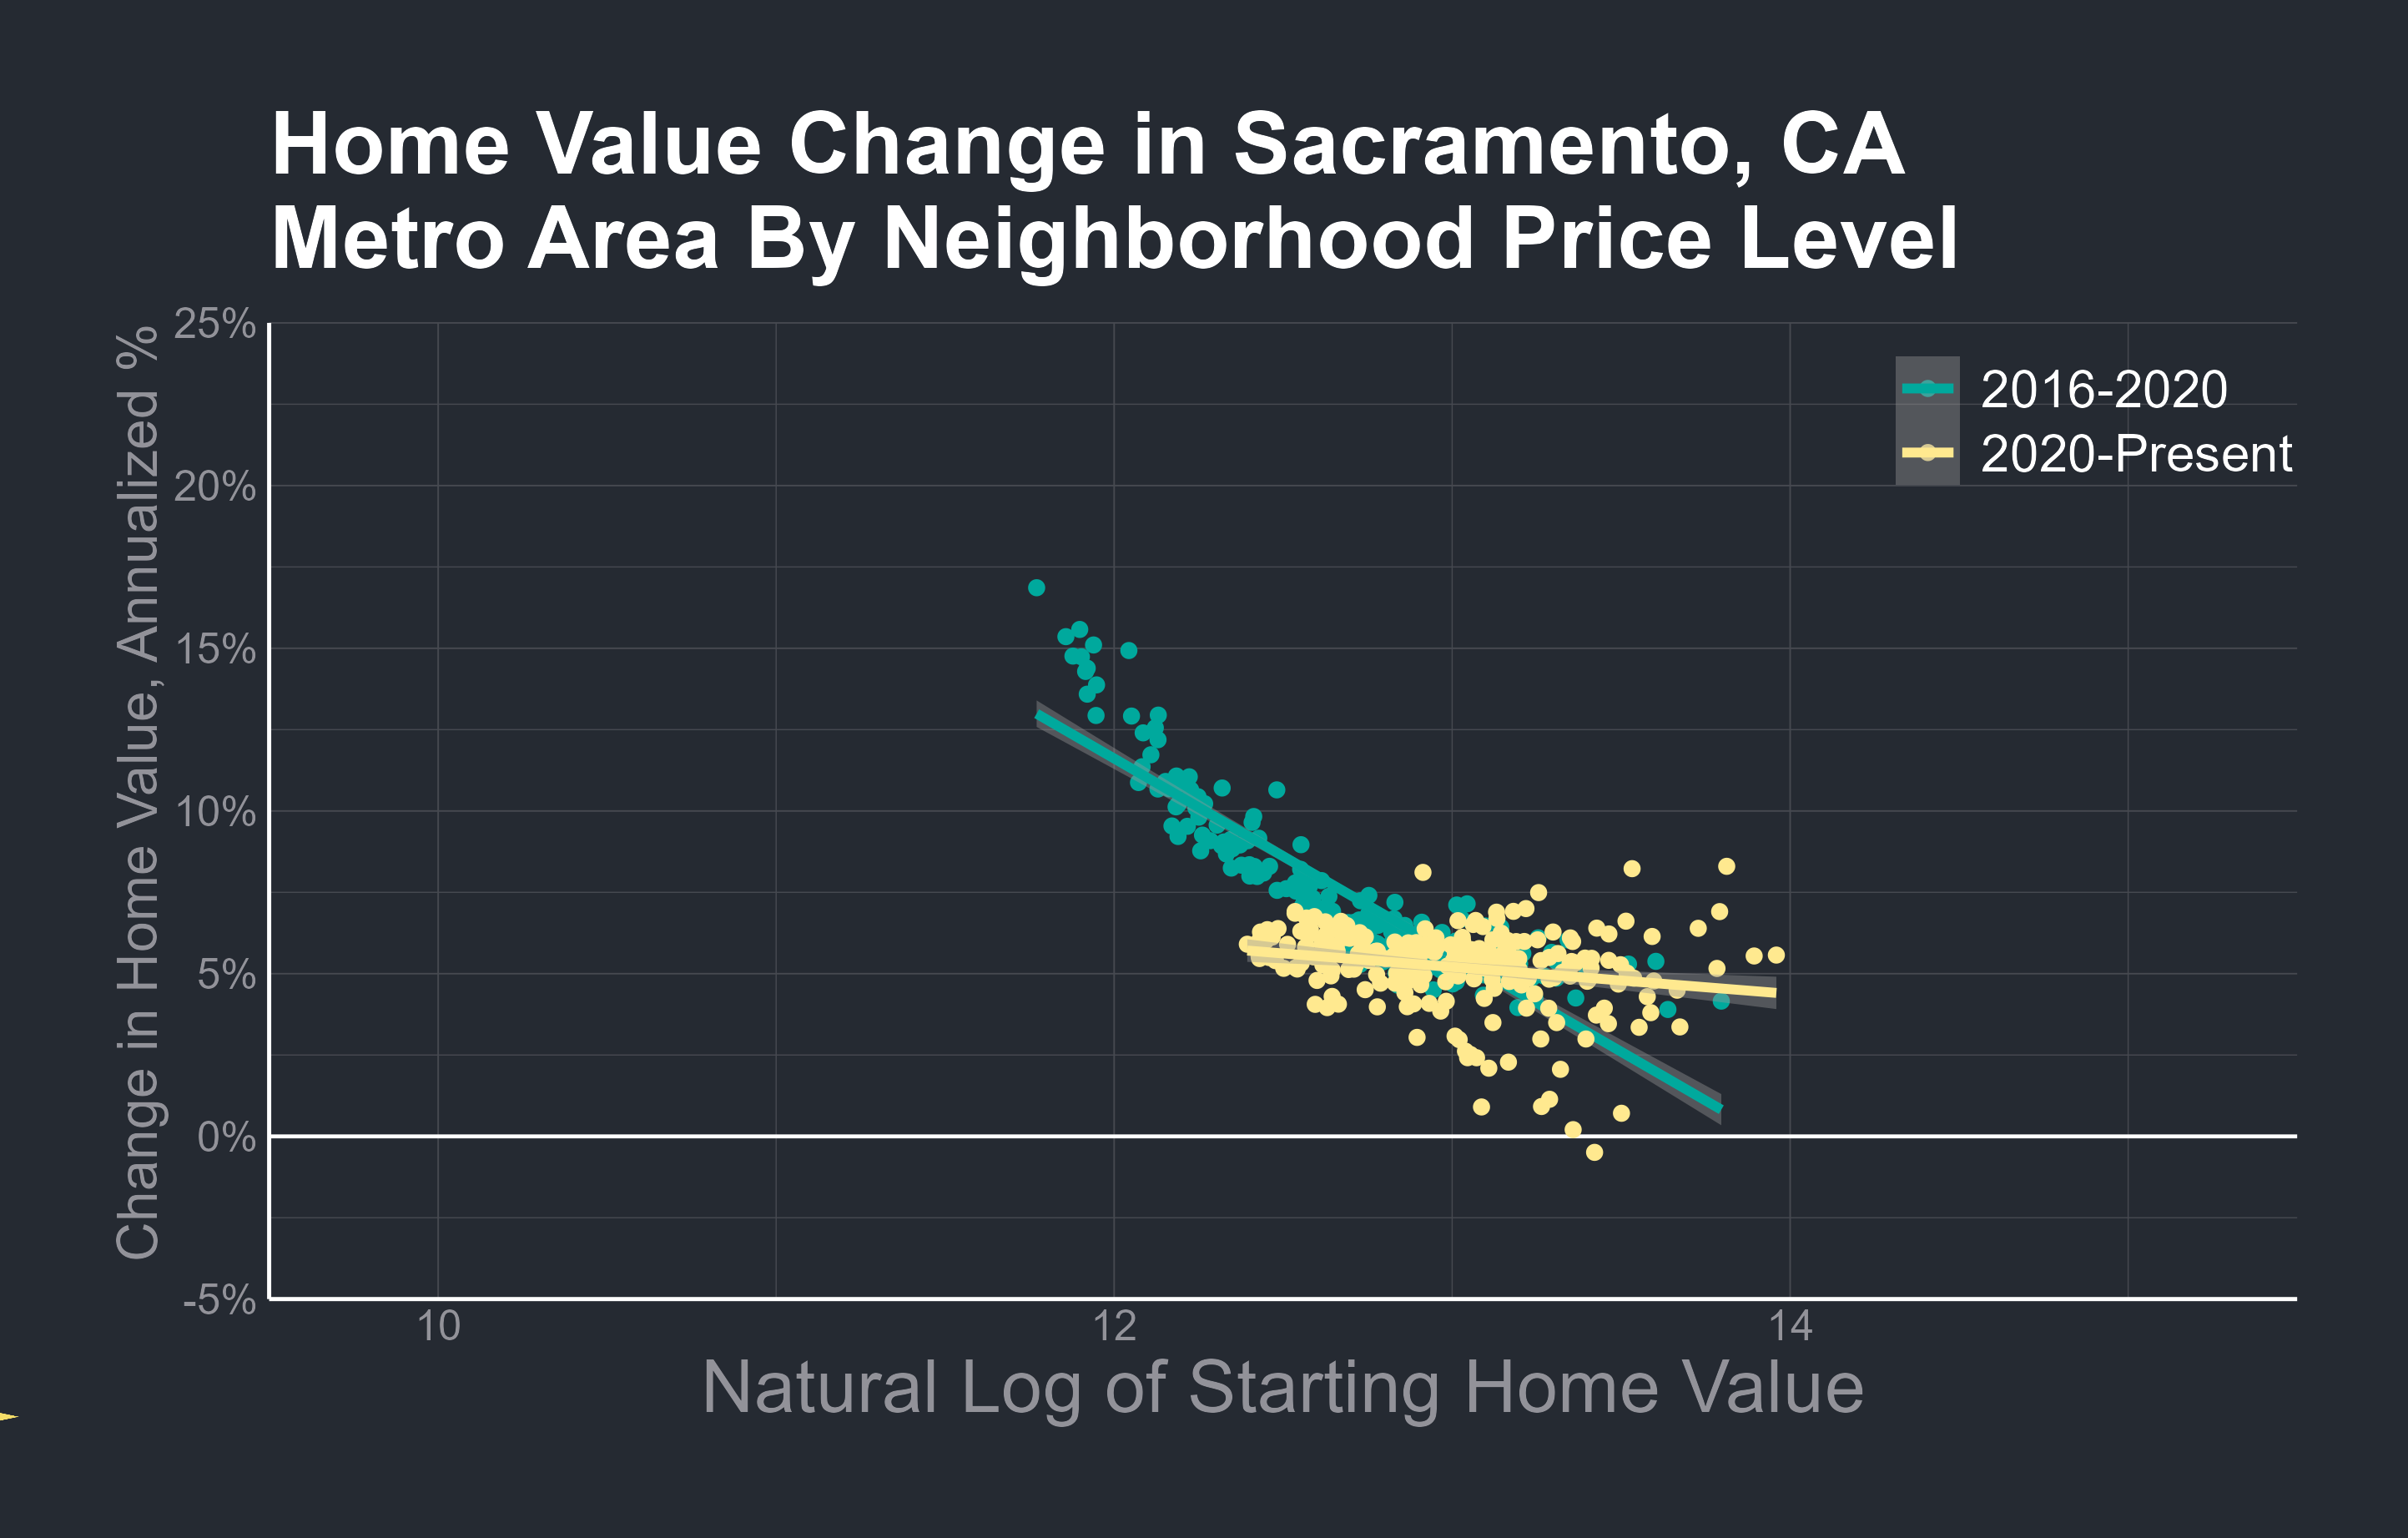 Home Value Change in Sacramento, CA
Metro Area By Neighborhood Price Level
Change in Home Value, Annualized %
25%
20%
15%
10%
5%
0%
-5%
2016-2020
2020-Present
10
12
14
Natural Log of Starting Home Value